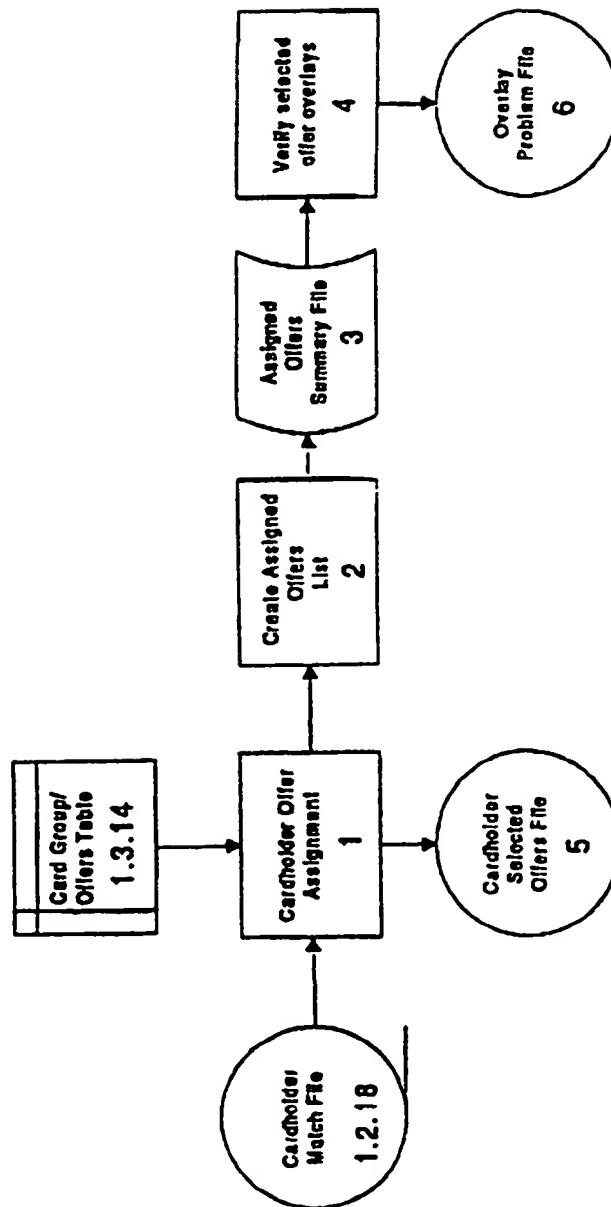 Card Group/
Offers Table
1.3.14
Cardholder
Match File
1.2.18
Cardholder Offer
Assignment
1
Cardholder
Selected
Offers File
5
Create Assigned
Offers
List
2
Assigned
Offers
Summary File
3
Verify selected
offer overlays
4
Overlay
Problem File
6